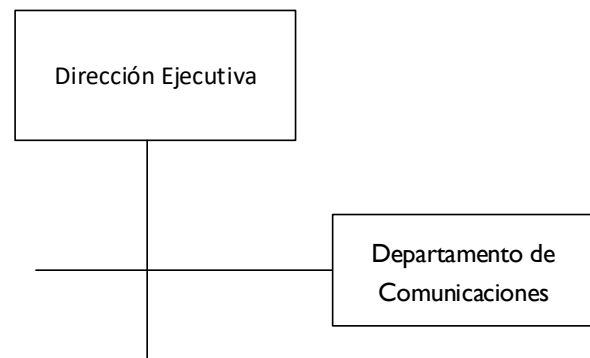 Dirección Ejecutiva
Departamento de
Comunicaciones